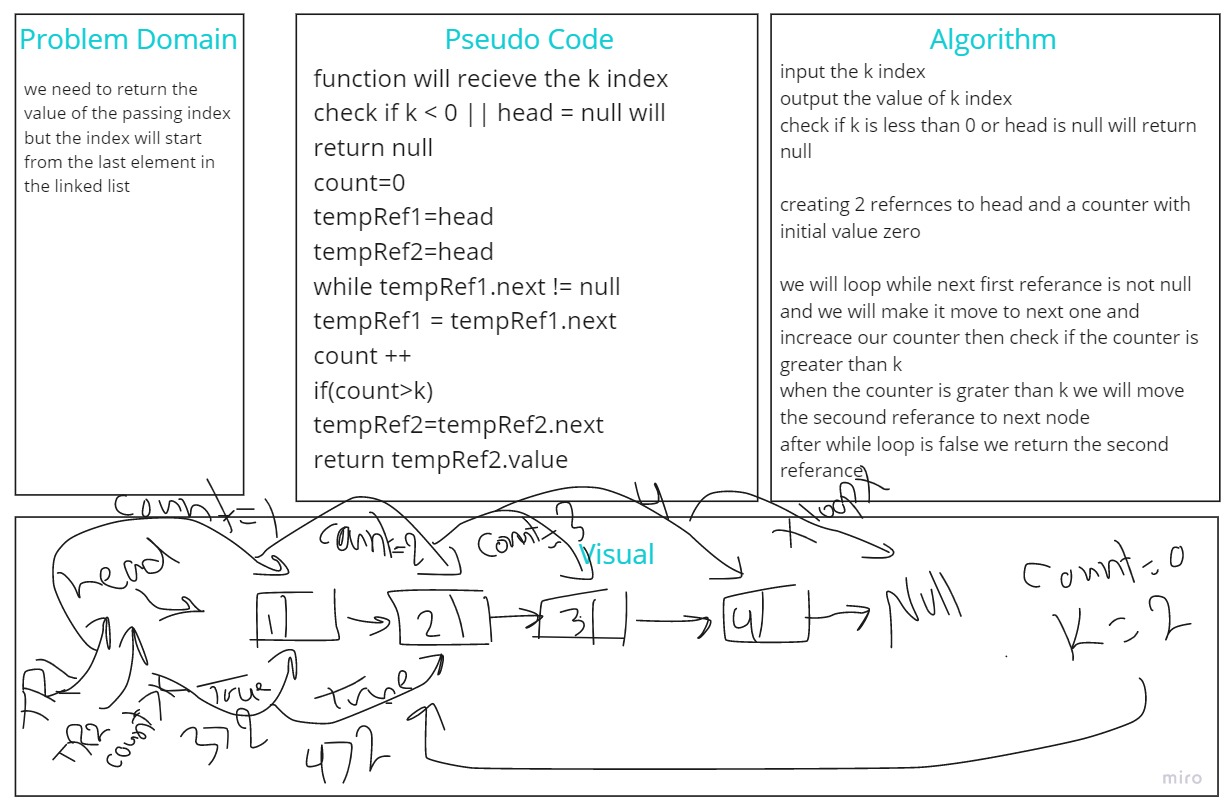 Problem Domain
we need to return the
value of the passing index
but the index will start
from the last element in
the linked list
Pseudo Code
function will recieve the k index
check if k < 0 || head = null will
return null
count=0
tempRef1=head
tempRef2=head
while tempRef1.next != null
tempRef1 = tempRef1.next
count ++
if(count>k)
tempRef2=tempRef2.next
return tempRef2.value
Algorithm
input the k index
output the value of k index
check if k is less than 0 or head is null will return
null
creating 2 refernces to head and a counter with
initial value zero
we will loop while next first referance is not null
and we will make it move to next one and
increace our counter then check if the counter is
greater than k
when the counter is grater than k we will move
the secound referance to next node
after while loop is false we return the second
referance
Visual
count=1
count=2
count=3
4
loop
head
1
2
3
4
Null
count=0
K=2
True
3>2
True
4>2
TR2
count
miro